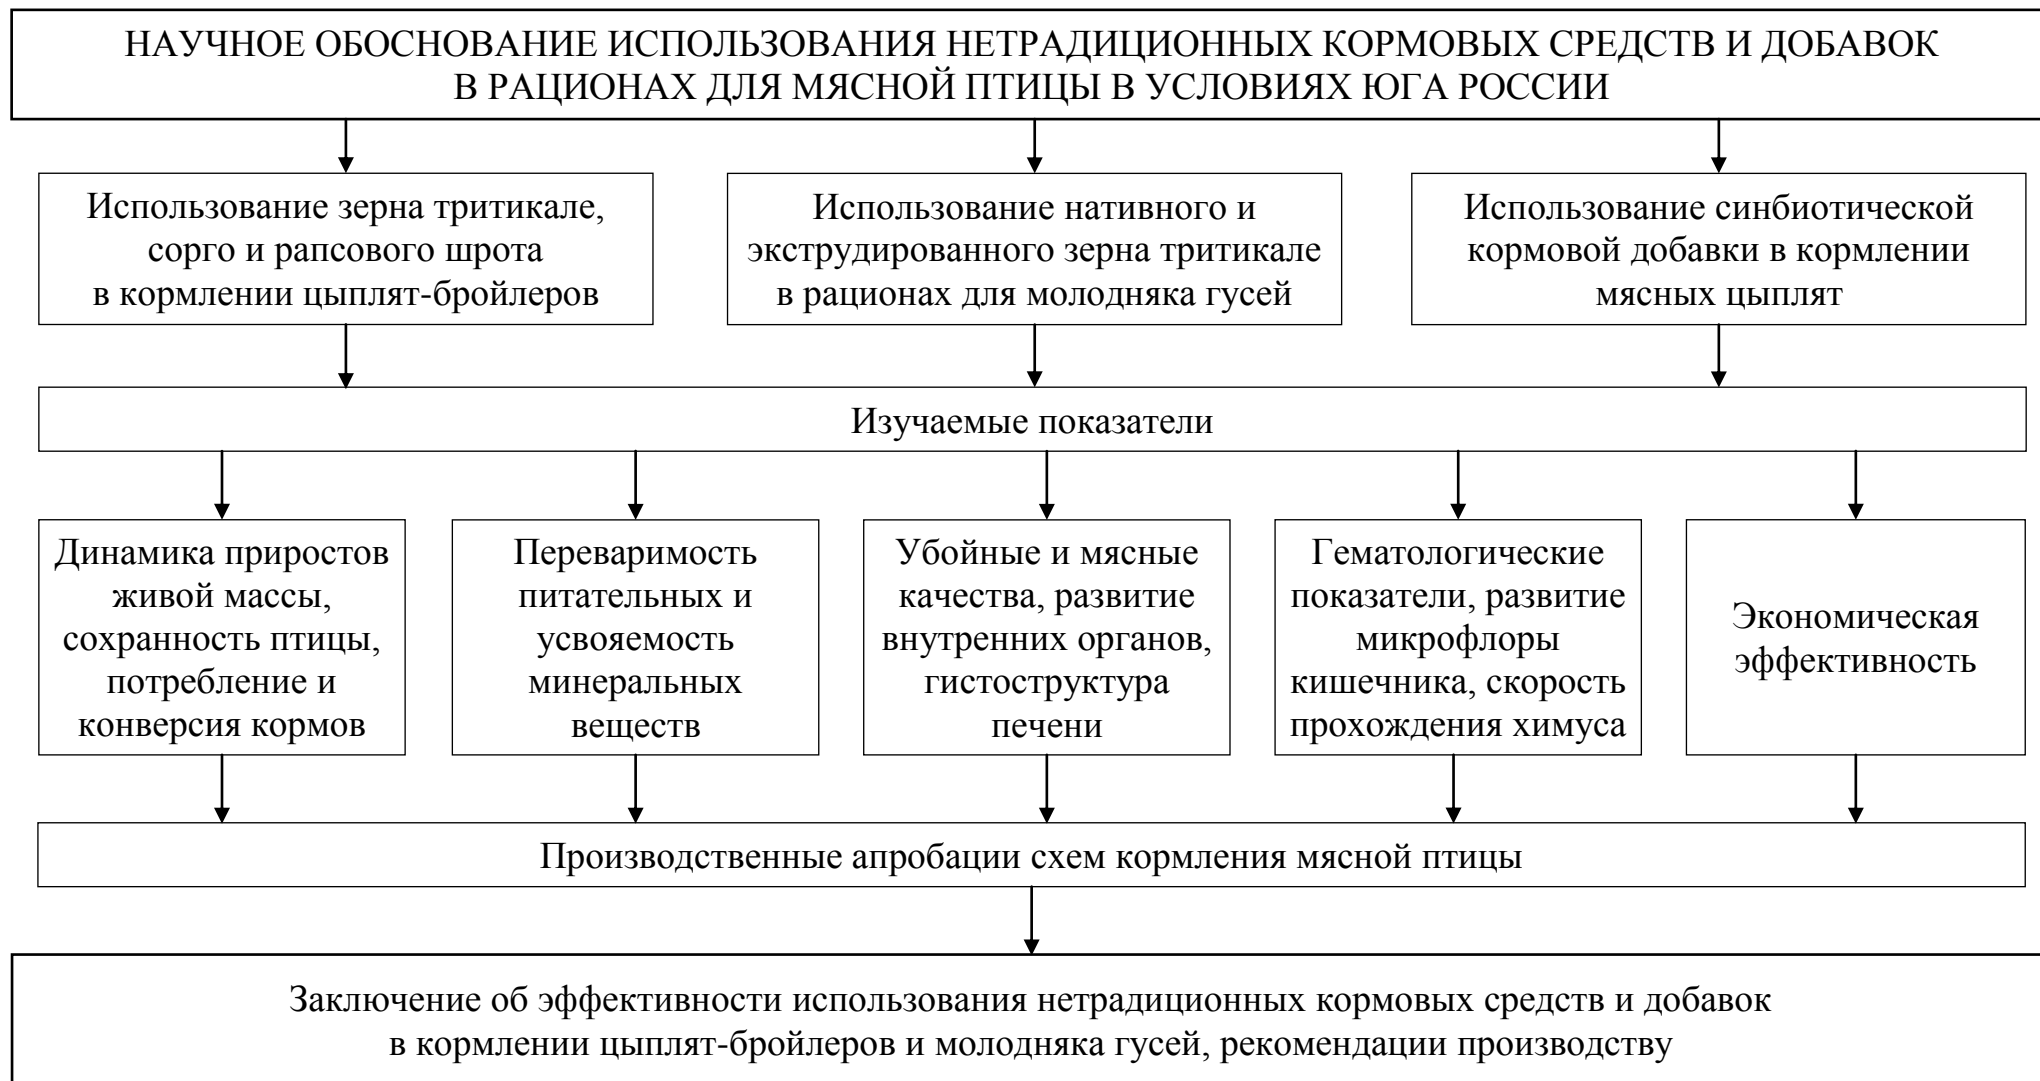 НАУЧНОЕ ОБОСНОВАНИЕ ИСПОЛЬЗОВАНИЯ НЕТРАДИЦИОННЫХ КОРМОВЫХ СРЕДСТВ И ДОБАВОК
В РАЦИОНАХ ДЛЯ МЯСНОЙ ПТИЦЫ В УСЛОВИЯХ ЮГА РОССИИ
Использование зерна тритикале,
сорго и рапсового шрота
в кормлении цыплят-бройлеров
Использование нативного и
экструдированного зерна тритикале
в рационах для молодняка гусей
Использование синбиотической
кормовой добавки в кормлении
мясных цыплят
Изучаемые показатели
Динамика приростов
живой массы,
сохранность птицы,
потребление и
конверсия кормов
Переваримость
питательных и
усвояемость
минеральных
веществ
Убойные и мясные
качества, развитие
внутренних органов,
гистоструктура
печени
Гематологические
показатели, развитие
микрофлоры
кишечника, скорость
прохождения химуса
Экономическая
эффективность
Производственные апробации схем кормления мясной птицы
Заключение об эффективности использования нетрадиционных кормовых средств и добавок
в кормлении цыплят-бройлеров и молодняка гусей, рекомендации производству